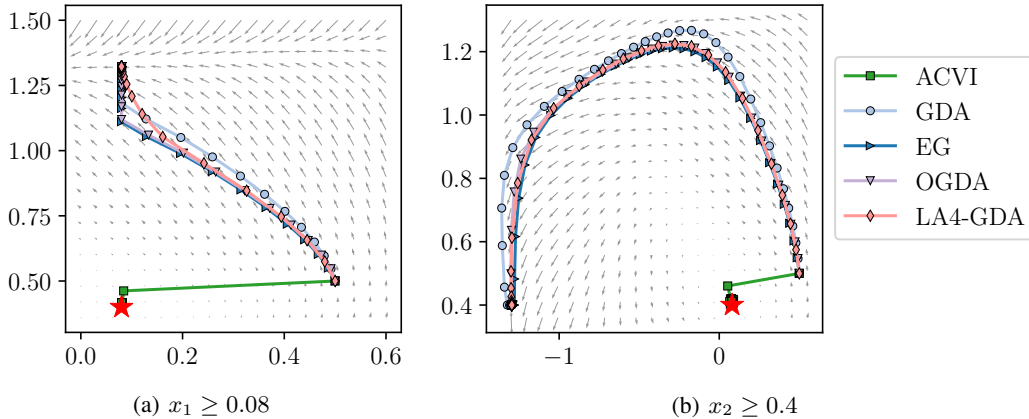 1.50
1.25
1.00
0.75
0.50
0.0 0.2 0.4 0.6
(a) x₁ ≥ 0.08
1.2
1.0
0.8
0.6
0.4
−1 0
(b) x₂ ≥ 0.4
ACVI
GDA
EG
OGDA
LA4-GDA